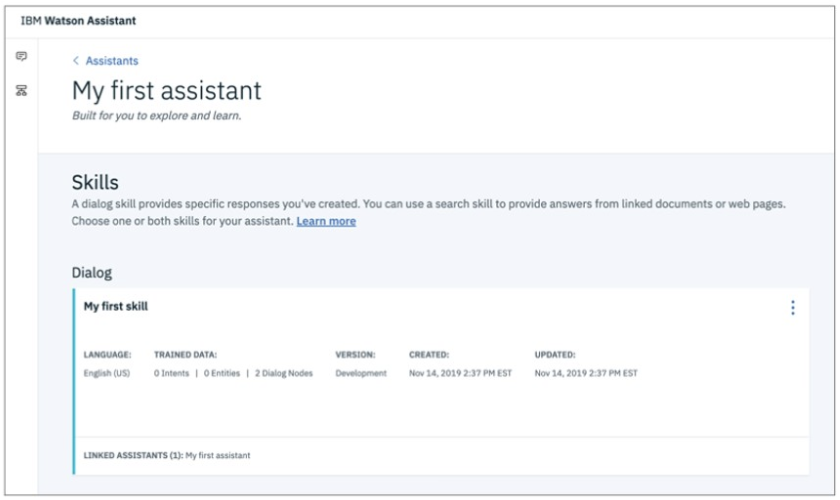 IBM Watson Assistant
Assistants
My first assistant
Built for you to explore and learn.
Skills
A dialog skill provides specific responses you've created. You can use a search skill to provide answers from linked documents or web pages.
Choose one or both skills for your assistant. Learn more
Dialog
My first skill
LANGUAGE: TRAINED DATA: VERSION: CREATED: UPDATED:
English (US) 0 Intents | 0 Entities | 2 Dialog Nodes Development Nov 14, 2019 2:37 PM EST Nov 14, 2019 2:37 PM EST
LINKED ASSISTANTS (1): My first assistant